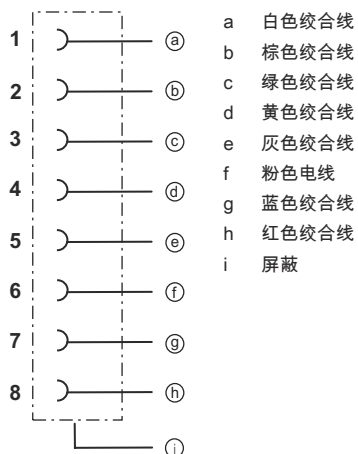 1 a
2 b
3 c
4 d
5 e
6 f
7 g
8 h
i
a 白色绞合线
b 棕色绞合线
c 绿色绞合线
d 黄色绞合线
e 灰色绞合线
f 粉色电线
g 蓝色绞合线
h 红色绞合线
i 屏蔽